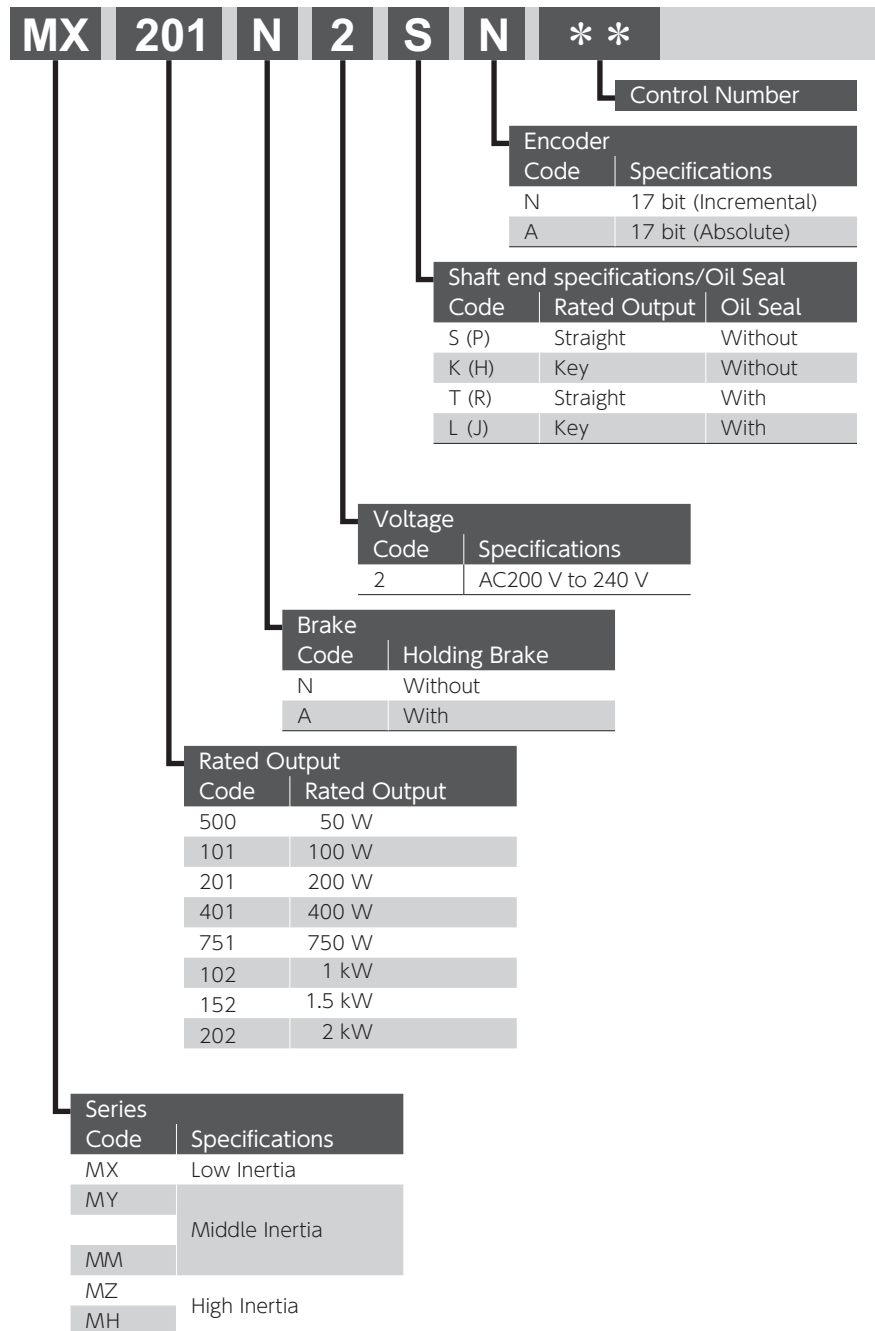 MX 201 N 2 S N **
Control Number
Encoder
Code Specifications
N 17 bit (Incremental)
A 17 bit (Absolute)
Shaft end specifications/Oil Seal
Code Rated Output Oil Seal
S (P) Straight Without
K (H) Key Without
T (R) Straight With
L (J) Key With
Voltage
Code Specifications
2 AC200 V to 240 V
Brake
Code Holding Brake
N Without
A With
Rated Output
Code Rated Output
500 50 W
101 100 W
201 200 W
401 400 W
751 750 W
102 1 kW
152 1.5 kW
202 2 kW
Series
Code Specifications
MX Low Inertia
MY
Middle Inertia
MM
MZ
High Inertia
MH